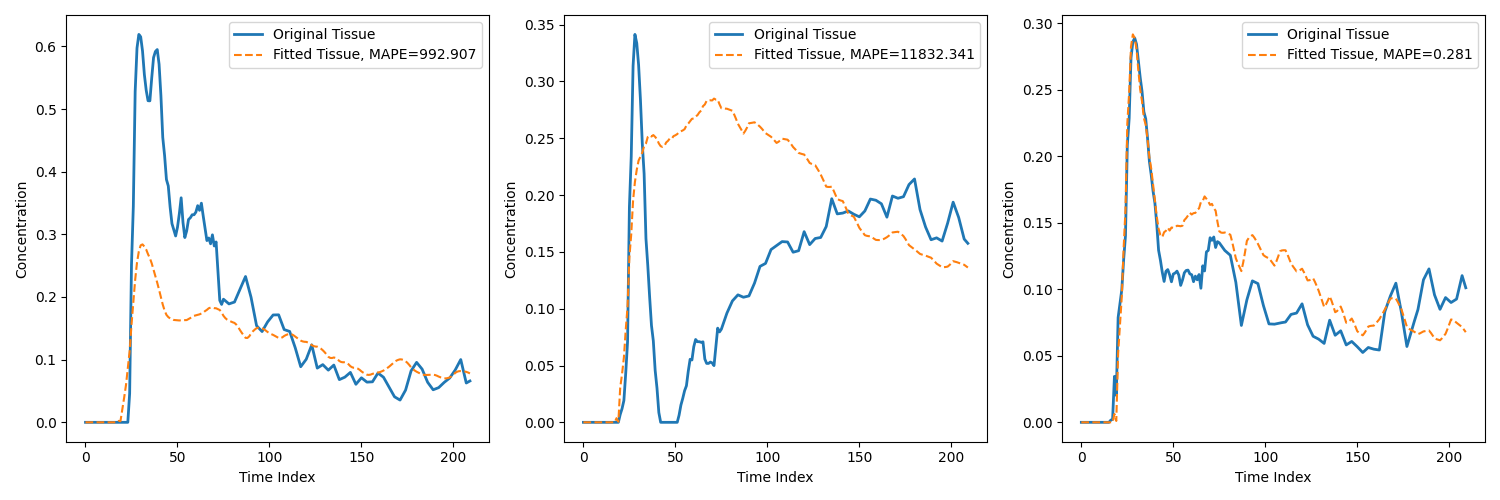 Original Tissue
Fitted Tissue, MAPE=992.907
0.6
0.5
0.4
0.3
0.2
0.1
0.0
Concentration
0 50 100 150 200
Time Index
Original Tissue
Fitted Tissue, MAPE=11832.341
0.35
0.30
0.25
0.20
0.15
0.10
0.05
0.00
Concentration
0 50 100 150 200
Time Index
Original Tissue
Fitted Tissue, MAPE=0.281
0.30
0.25
0.20
0.15
0.10
0.05
0.00
Concentration
0 50 100 150 200
Time Index